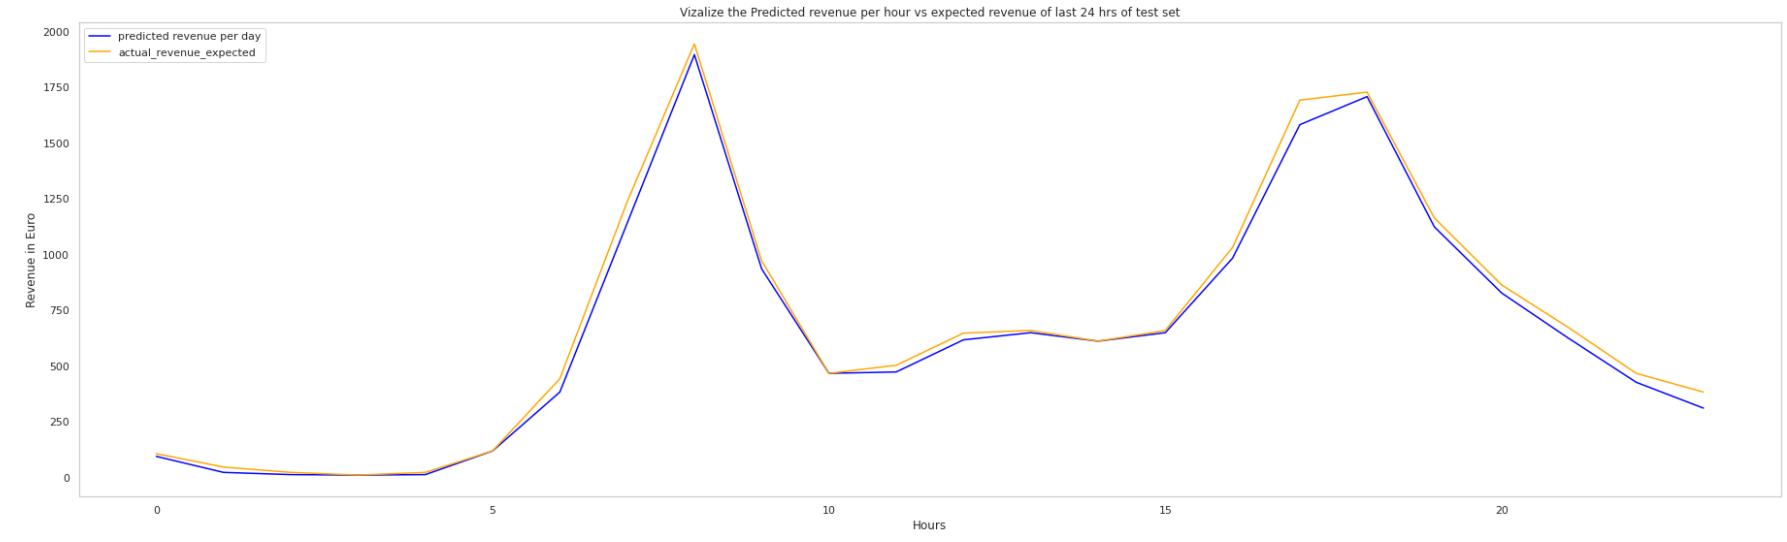 Vizalize the Predicted revenue per hour vs expected revenue of last 24 hrs of test set
predicted revenue per day
actual_revenue_expected
Revenue in Euro
2000
1750
1500
1250
1000
750
500
250
0
0 5 10 15 20
Hours